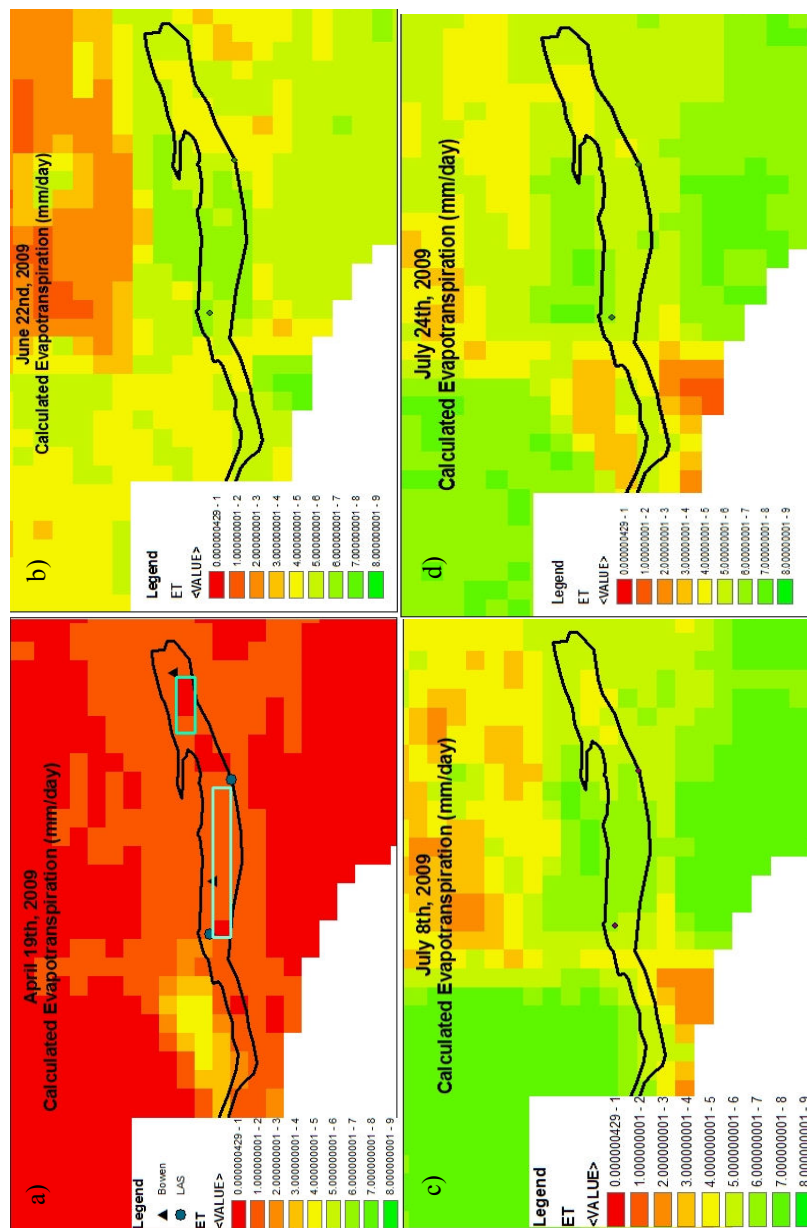 a)
April 19th, 2009
Calculated Evapotranspiration (mm/day)
Legend
Bowen
LAS
ET
<VALUE>
0.000000429 - 1
1.000000001 - 2
2.000000001 - 3
3.000000001 - 4
4.000000001 - 5
5.000000001 - 6
6.000000001 - 7
7.000000001 - 8
8.000000001 - 9
b)
June 22nd, 2009
Calculated Evapotranspiration (mm/day)
Legend
ET
<VALUE>
0.000000429 - 1
1.000000001 - 2
2.000000001 - 3
3.000000001 - 4
4.000000001 - 5
5.000000001 - 6
6.000000001 - 7
7.000000001 - 8
8.000000001 - 9
c)
July 8th, 2009
Calculated Evapotranspiration (mm/day)
Legend
ET
<VALUE>
0.000000429 - 1
1.000000001 - 2
2.000000001 - 3
3.000000001 - 4
4.000000001 - 5
5.000000001 - 6
6.000000001 - 7
7.000000001 - 8
8.000000001 - 9
d)
July 24th, 2009
Calculated Evapotranspiration (mm/day)
Legend
ET
<VALUE>
0.000000429 - 1
1.000000001 - 2
2.000000001 - 3
3.000000001 - 4
4.000000001 - 5
5.000000001 - 6
6.000000001 - 7
7.000000001 - 8
8.000000001 - 9